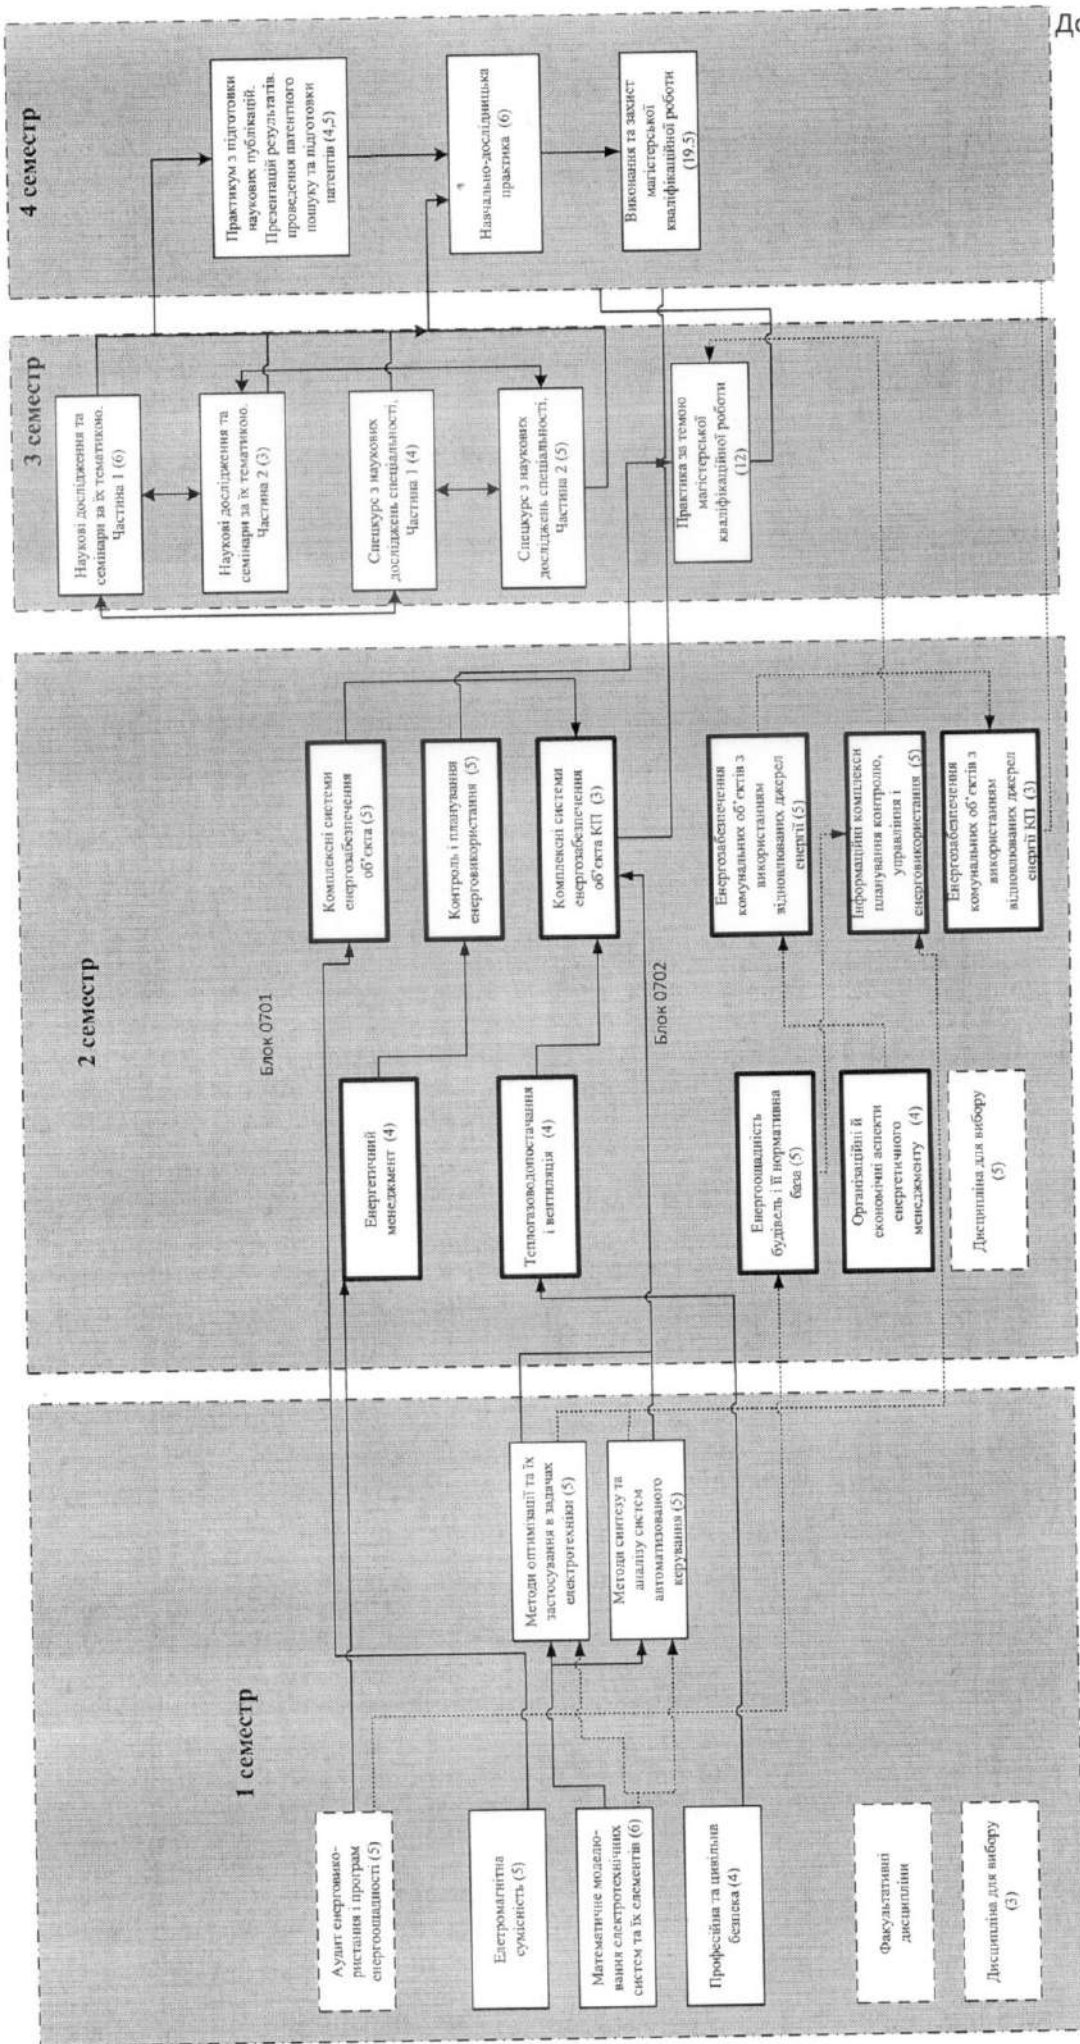 До
1 семестр
Аудит енерговико-
ристання і програм
енергоощадності (5)
Елетромагнітна
сумісність (5)
Математичне моделю-
вання електротехнічних
систем та їх елементів (6)
Професійна та цивільна
безпека (4)
Факультативні
дисципліни
Дисципліна для вибору
(3)
Методи оптимізації та їх
застосування в задачах
електротехніки (5)
Методи синтезу та
аналізу систем
автоматизованого
керування (5)
2 семестр
Блок 0701
Енергетичний
менеджмент (4)
Теплогазоводопостачання
і вентиляція (4)
Блок 0702
Енергоощадність
будівель і її нормативна
база (5)
Організаційні й
економічні аспекти
енергетичного
менеджменту (4)
Дисципліна для вибору
(5)
Комплексні системи
енергозабезпечення
об’єкта (5)
Контроль і планування
енерговикористання (5)
Комплексні системи
енергозабезпечення
об’єкта КП (3)
Енергозабезпечення
комунальних об’єктів з
використанням
відновлюваних джерел
енергії (5)
Інформаційні комплекси
планування контролю,
управління і
енерговикористання (5)
Енергозабезпечення
комунальних об’єктів з
використанням
відновлюваних джерел
енергії КП (3)
3 семестр
Наукові дослідження та
семінари за їх тематикою.
Частина 1 (6)
Наукові дослідження та
семінари за їх тематикою.
Частина 2 (3)
Спецкурс з наукових
досліджень спеціальності,
Частина 1 (4)
Спецкурс з наукових
досліджень спеціальності,
Частина 2 (5)
Практика за темою
магістерської
кваліфікаційної роботи
(12)
4 семестр
Практикум з підготовки
наукових публікацій.
Презентацій результатів.
проведення патентного
пошуку та підготовки
патентів (4,5)
Навчально-дослідницька
практика (6)
Виконання та захист
магістерської
кваліфікаційної роботи
(19.5)